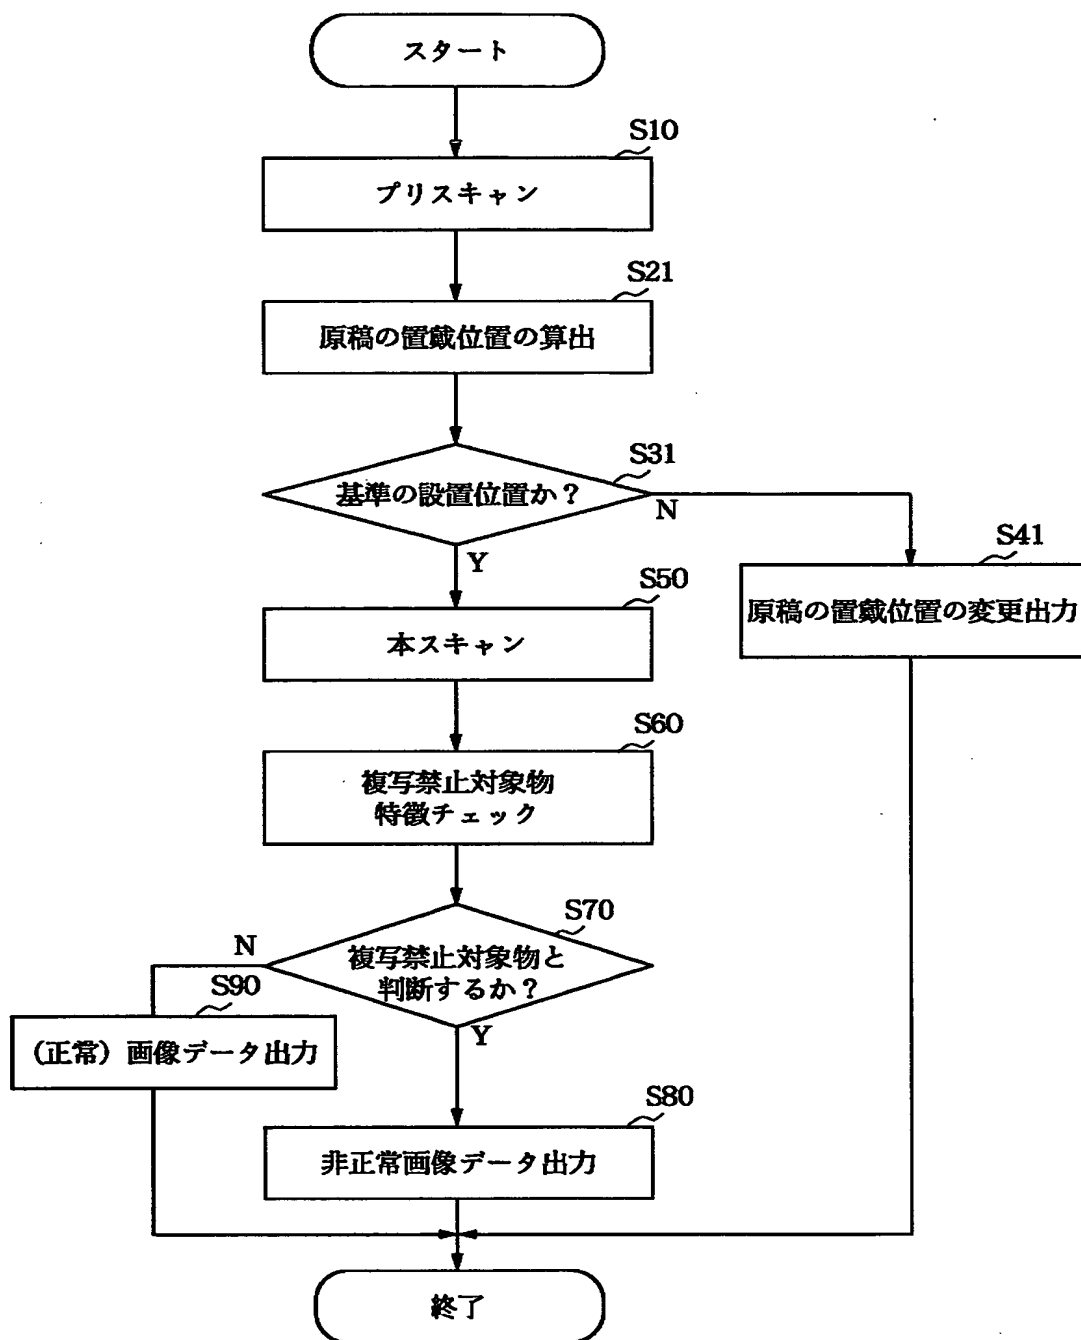 スタート
S10
プリスキャン
S21
原稿の置戴位置の算出
S31
基準の設置位置か？
N
Y
S41
原稿の置戴位置の変更出力
S50
本スキャン
S60
複写禁止対象物
特徴チェック
S70
複写禁止対象物と
判断するか？
N
Y
S90
（正常）画像データ出力
S80
非正常画像データ出力
終了